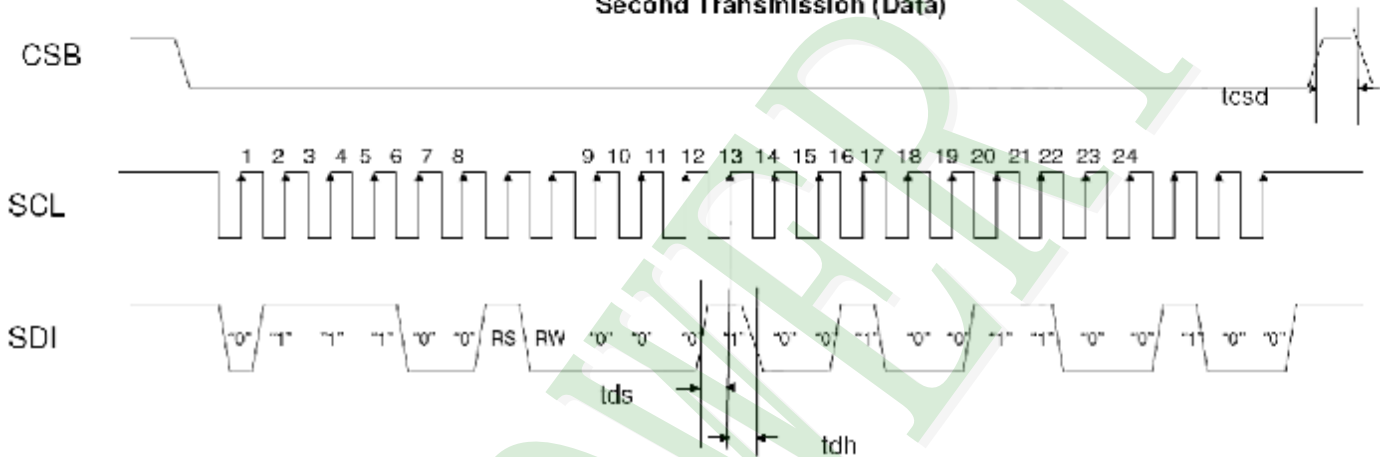 Second Transmission (Data)
CSB
tcsd
1 2 3 4 5 6 7 8 9 10 11 12 13 14 15 16 17 18 19 20 21 22 23 24
SCL
SDI "0" "1" "1" "1" "0" "0" RS RW "0" "0" "0" "1" "0" "0" "1" "0" "0" "1" "1" "0" "0" "1" "0" "0"
tds
tdh